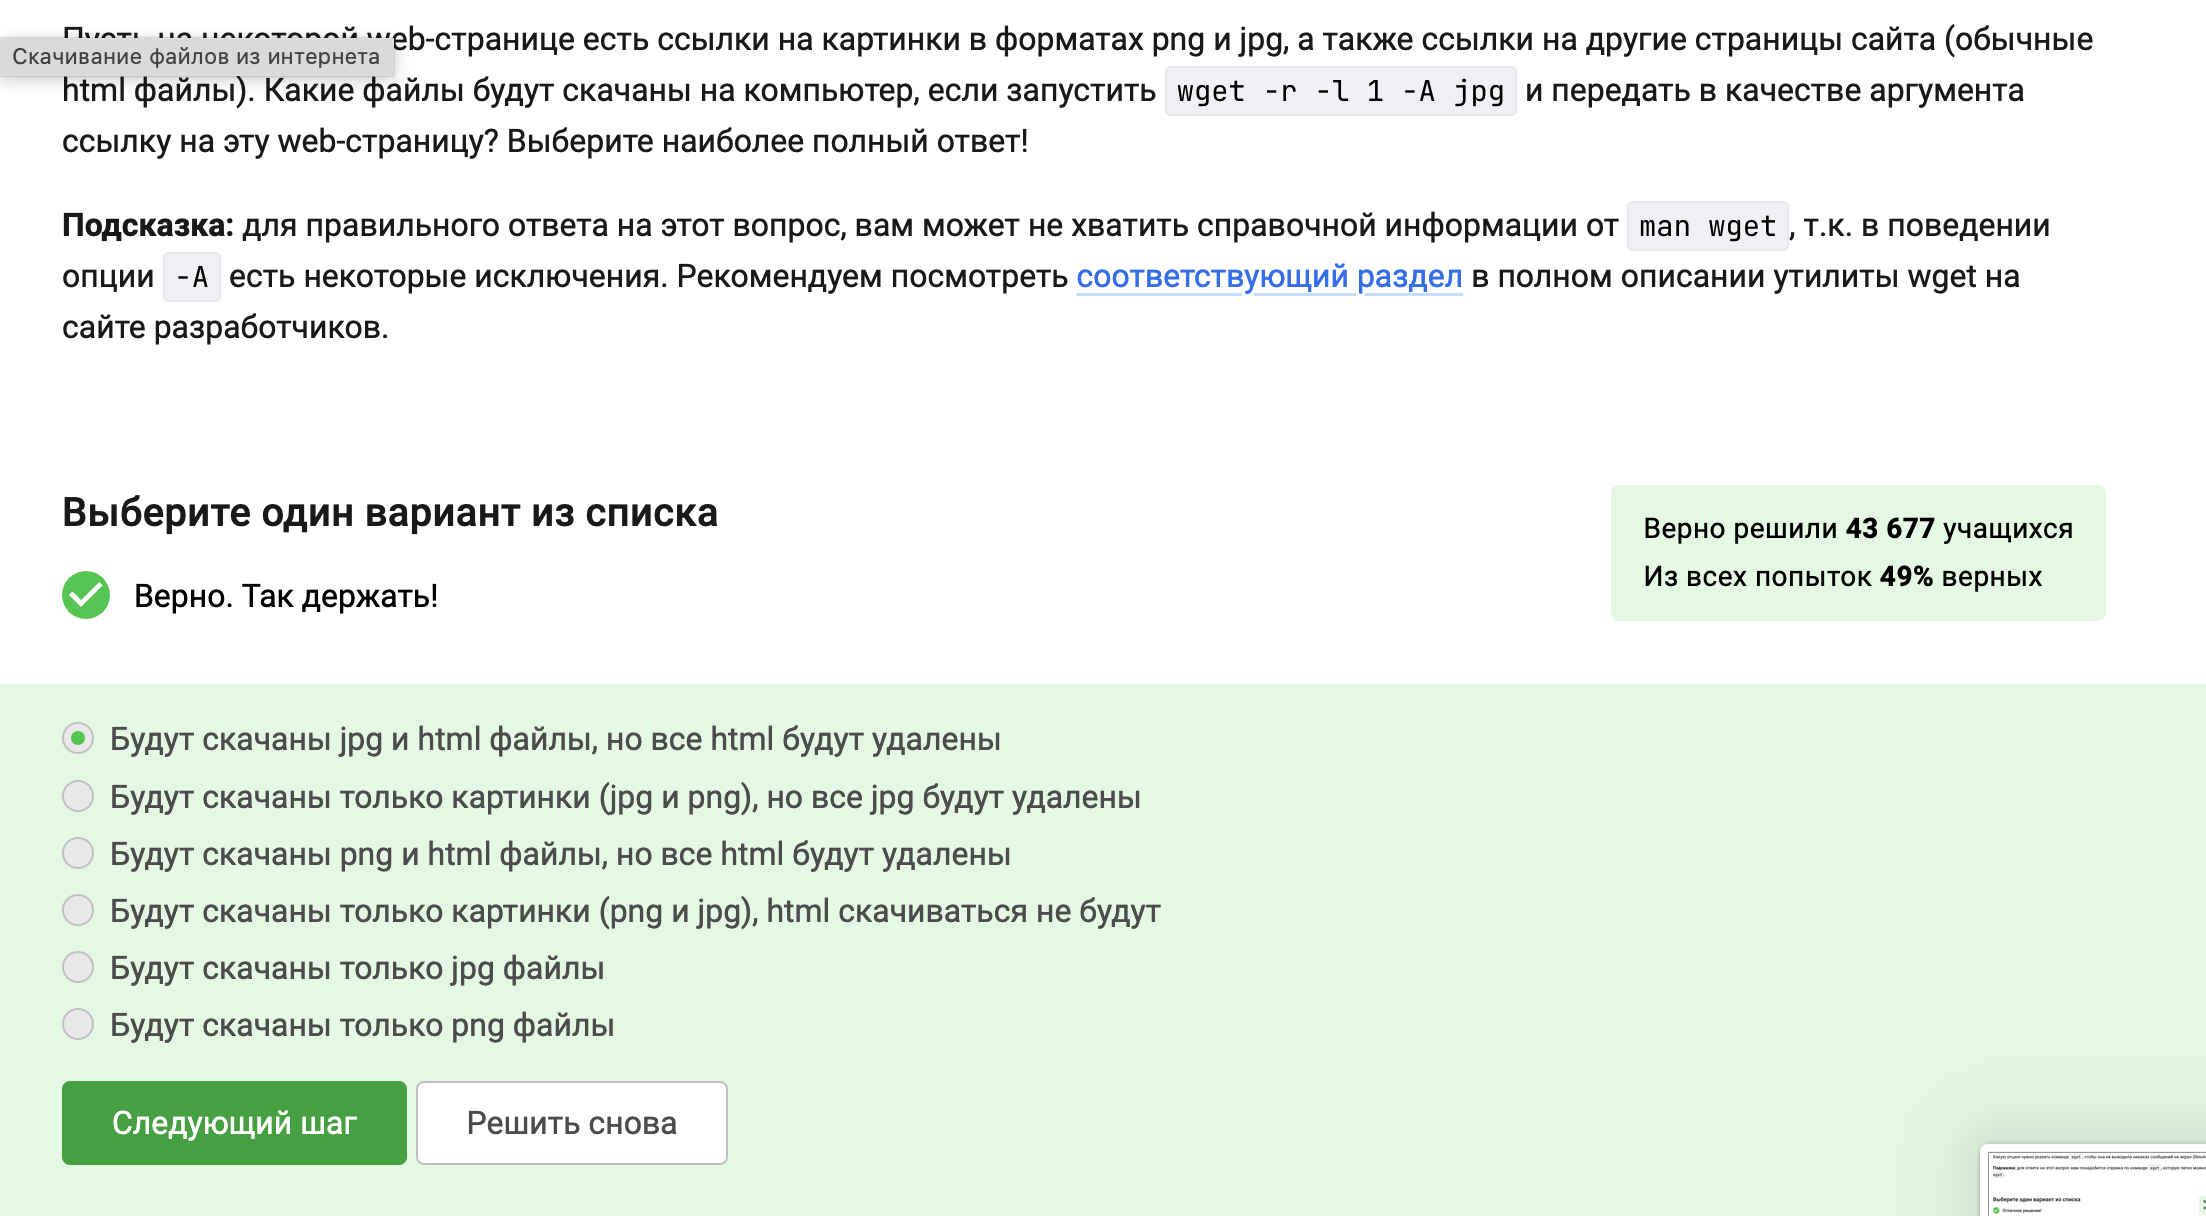 web-странице есть ссылки на картинки в форматах png и jpg, а также ссылки на другие страницы сайта (обычные
Скачивание файлов из интернета
html файлы). Какие файлы будут скачаны на компьютер, если запустить wget -r -l 1 -A jpg и передать в качестве аргумента
ссылку на эту web-страницу? Выберите наиболее полный ответ!
Подсказка: для правильного ответа на этот вопрос, вам может не хватить справочной информации от man wget, т.к. в поведении
опции -A есть некоторые исключения. Рекомендуем посмотреть соответствующий раздел в полном описании утилиты wget на
сайте разработчиков.
Выберите один вариант из списка
Верно решили 43 677 учащихся
Из всех попыток 49% верных
Верно. Так держать!
Будут скачаны jpg и html файлы, но все html будут удалены
Будут скачаны только картинки (jpg и png), но все jpg будут удалены
Будут скачаны png и html файлы, но все html будут удалены
Будут скачаны только картинки (png и jpg), html скачиваться не будут
Будут скачаны только jpg файлы
Будут скачаны только png файлы
Следующий шаг
Решить снова
Выберите один вариант из списка